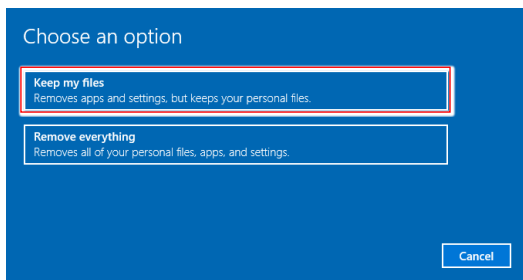 Choose an option
Keep my files
Removes apps and settings, but keeps your personal files.
Remove everything
Removes all of your personal files, apps, and settings.
Cancel